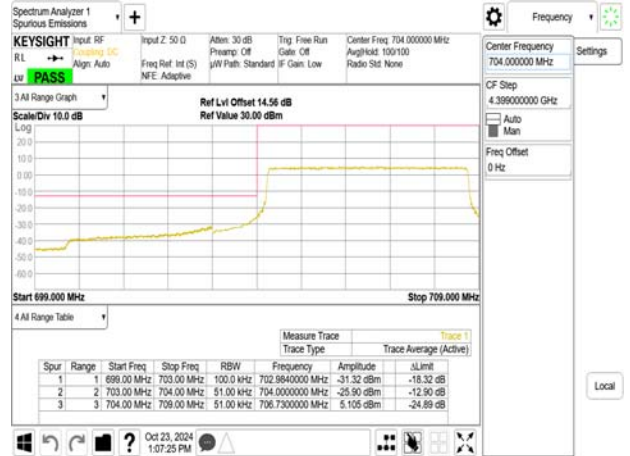 Spectrum Analyzer 1
Spurious Emissions
+
Frequency
Settings
KEYSIGHT
RL
PASS
Input: RF
Coupling: DC
Align: Auto
Input Z: 50 Ω
Freq Ref: Int (S)
NFE: Adaptive
Atten: 30 dB
Preamp: Off
µW Path: Standard
Trig: Free Run
Gate: Off
IF Gain: Low
Center Freq: 704.000000 MHz
Avg|Hold: 100/100
Radio Std: None
Center Frequency
704.000000 MHz
CF Step
4.399000000 GHz
Auto
Man
Freq Offset
0 Hz
Local
3 All Range Graph
Scale/Div 10.0 dB
Ref Lvl Offset 14.56 dB
Ref Value 30.00 dBm
Log
20.0
10.0
0.00
-10.0
-20.0
-30.0
-40.0
-50.0
-60.0
Start 699.000 MHz
Stop 709.000 MHz
4 All Range Table
Measure Trace Trace 1
Trace Type Trace Average (Active)
Spur Range Start Freq Stop Freq RBW Frequency Amplitude ΔLimit
1 1 699.00 MHz 703.00 MHz 100.0 kHz 702.9840000 MHz -31.32 dBm -18.32 dB
2 2 703.00 MHz 704.00 MHz 51.00 kHz 704.0000000 MHz -25.90 dBm -12.90 dB
3 3 704.00 MHz 709.00 MHz 51.00 kHz 706.7300000 MHz 5.105 dBm -24.89 dB
?
Oct 23, 2024
1:07:25 PM